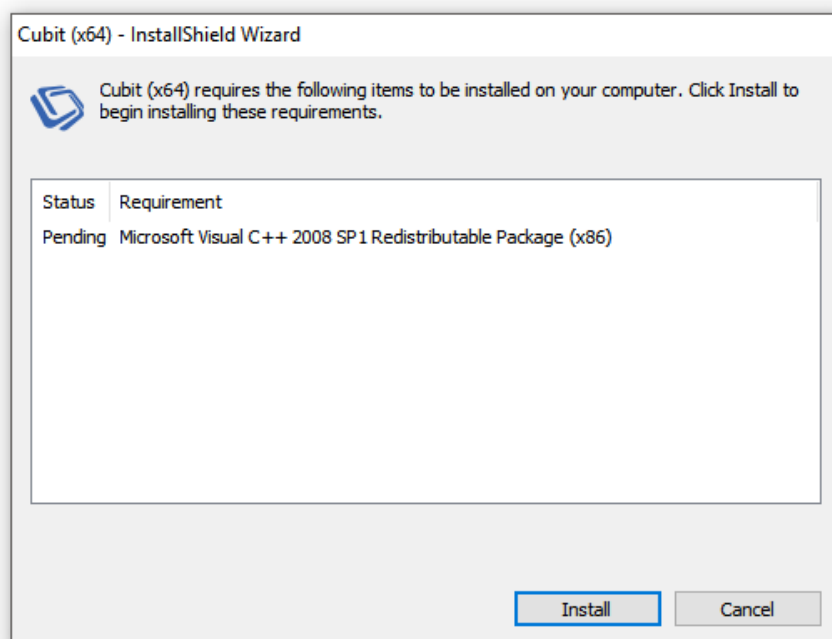 Cubit (x64) - InstallShield Wizard
Cubit (x64) requires the following items to be installed on your computer. Click Install to
begin installing these requirements.
Status Requirement
Pending Microsoft Visual C++ 2008 SP1 Redistributable Package (x86)
Install Cancel